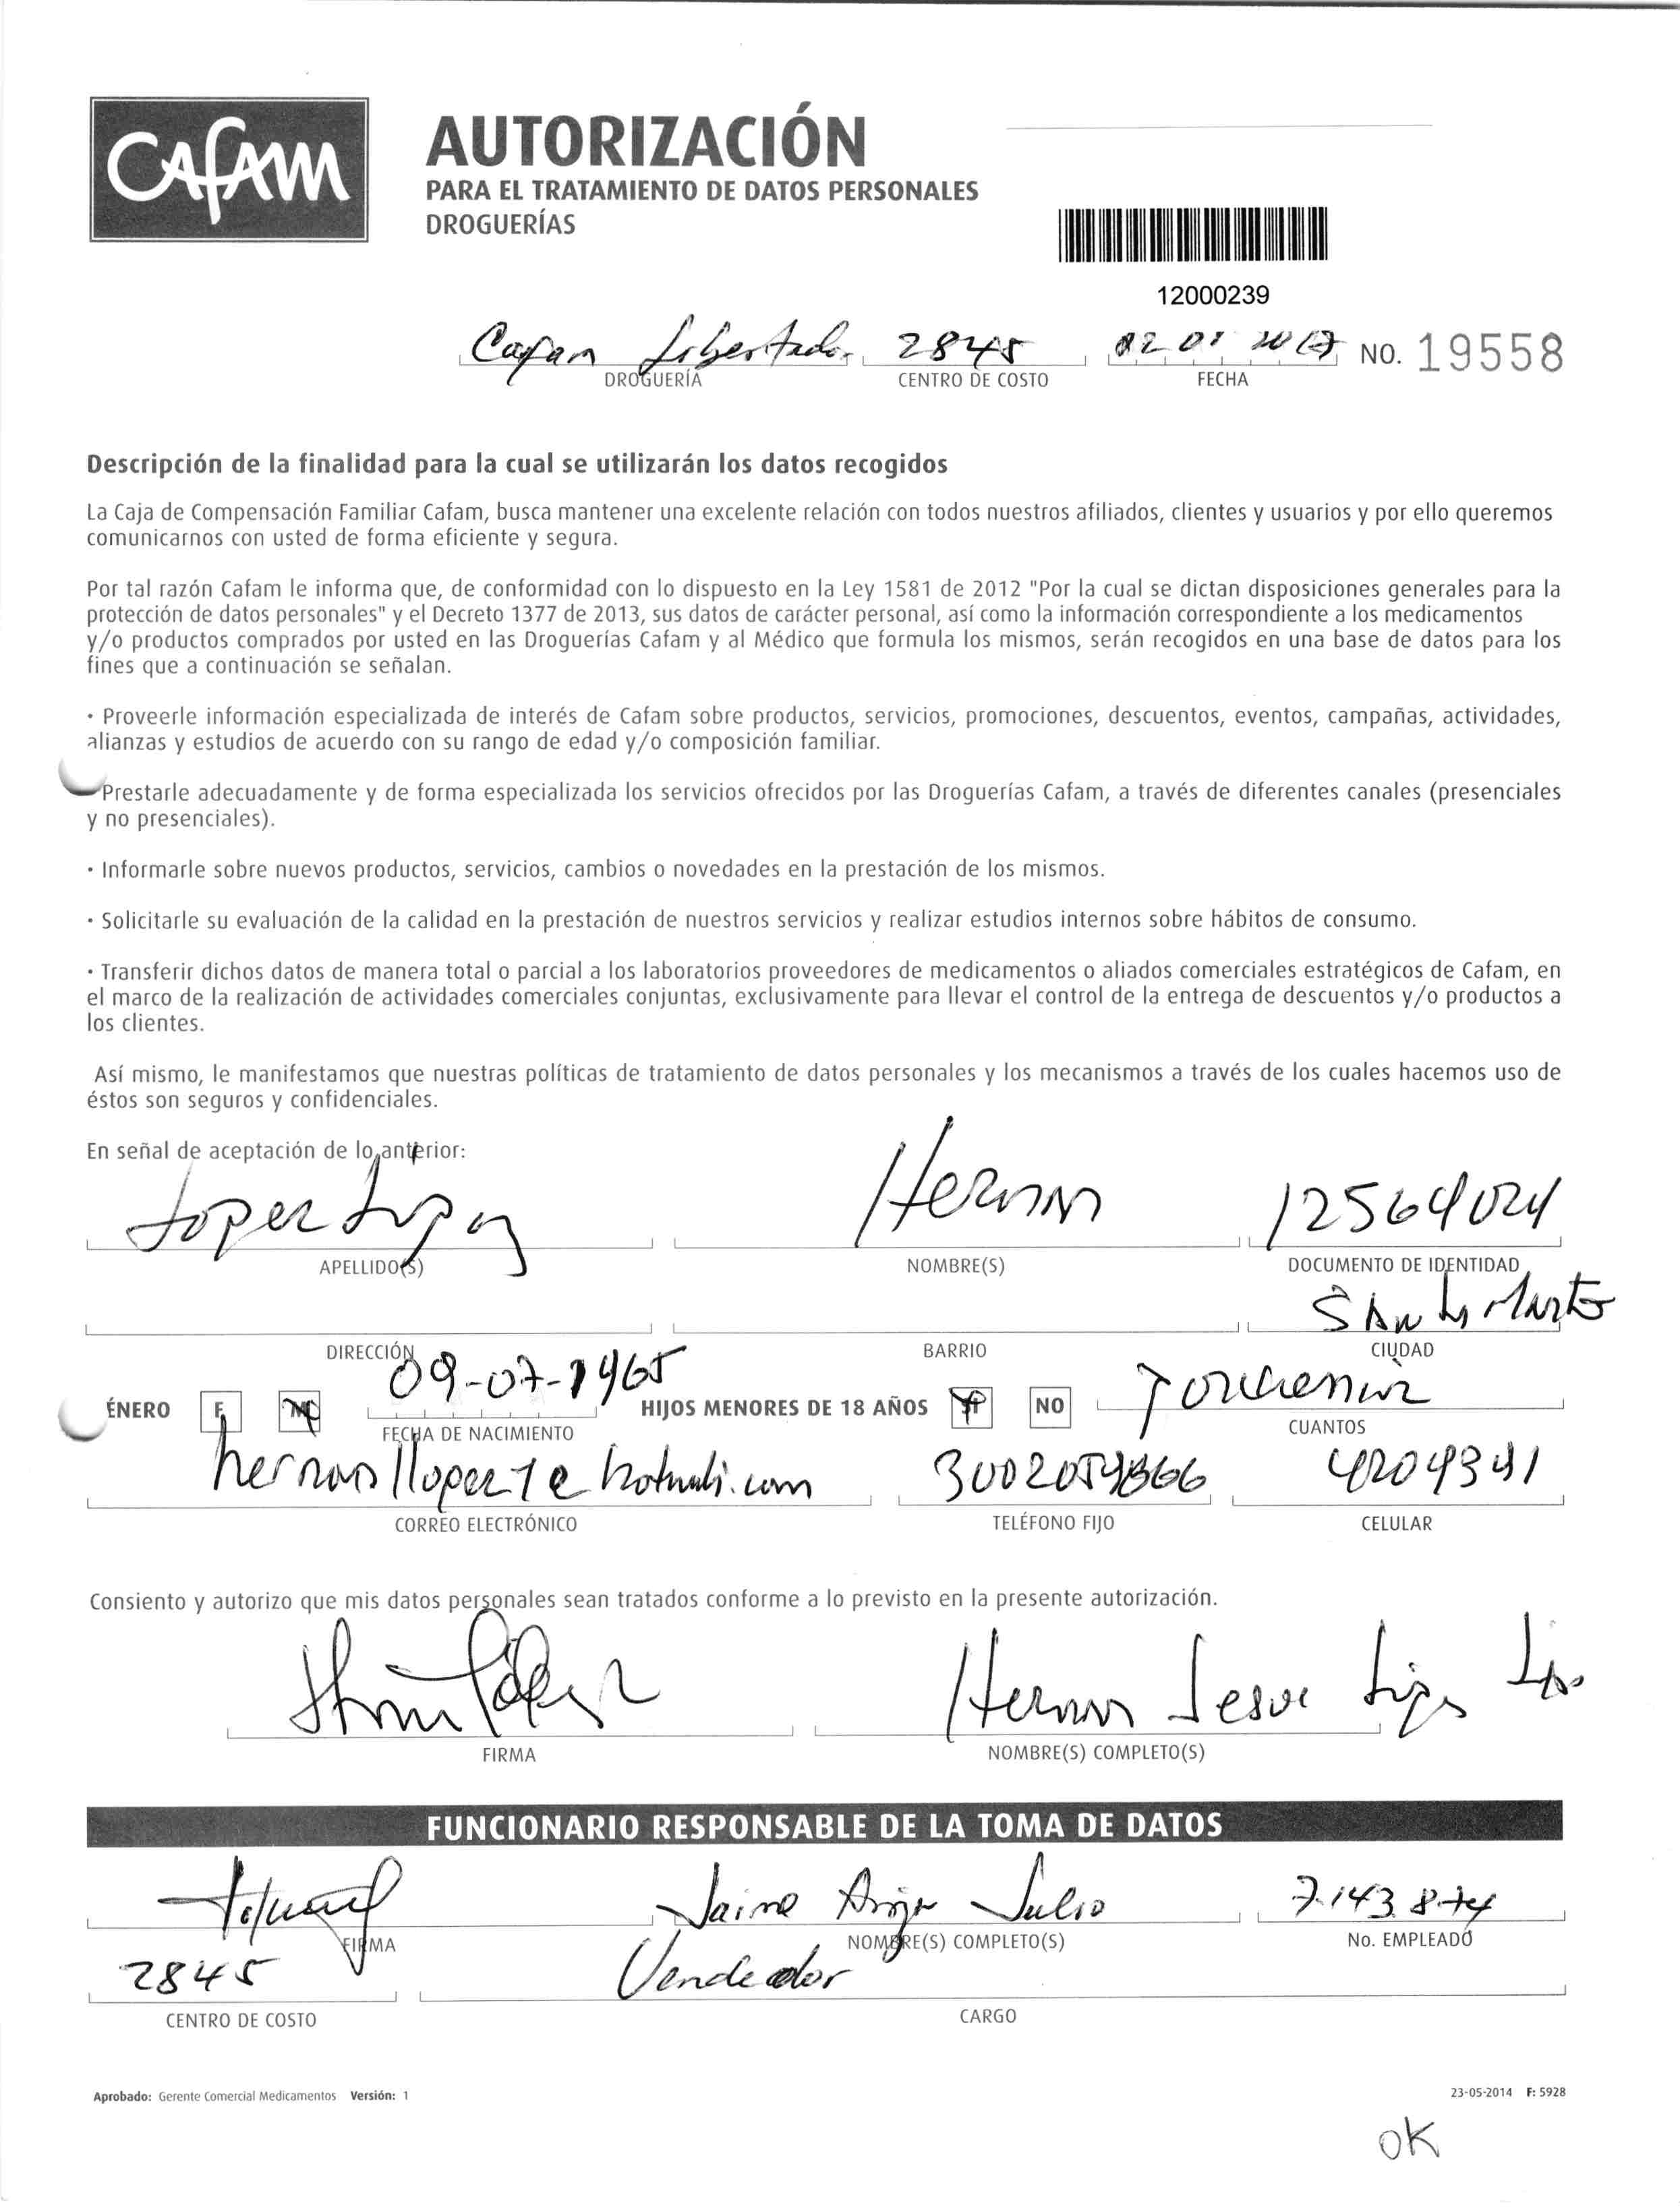 CAFAM
AUTORIZACIÓN
PARA EL TRATAMIENTO DE DATOS PERSONALES
DROGUERÍAS
12000239
Cafam Libertador 2845 02 01 2017 NO. 19558
DROGUERÍA CENTRO DE COSTO FECHA
Descripción de la finalidad para la cual se utilizarán los datos recogidos
La Caja de Compensación Familiar Cafam, busca mantener una excelente relación con todos nuestros afiliados, clientes y usuarios y por ello queremos
comunicarnos con usted de forma eficiente y segura.
Por tal razón Cafam le informa que, de conformidad con lo dispuesto en la Ley 1581 de 2012 "Por la cual se dictan disposiciones generales para la
protección de datos personales" y el Decreto 1377 de 2013, sus datos de carácter personal, así como la información correspondiente a los medicamentos
y/o productos comprados por usted en las Droguerías Cafam y al Médico que formula los mismos, serán recogidos en una base de datos para los
fines que a continuación se señalan.
· Proveerle información especializada de interés de Cafam sobre productos, servicios, promociones, descuentos, eventos, campañas, actividades,
alianzas y estudios de acuerdo con su rango de edad y/o composición familiar.
Prestarle adecuadamente y de forma especializada los servicios ofrecidos por las Droguerías Cafam, a través de diferentes canales (presenciales
y no presenciales).
· Informarle sobre nuevos productos, servicios, cambios o novedades en la prestación de los mismos.
· Solicitarle su evaluación de la calidad en la prestación de nuestros servicios y realizar estudios internos sobre hábitos de consumo.
· Transferir dichos datos de manera total o parcial a los laboratorios proveedores de medicamentos o aliados comerciales estratégicos de Cafam, en
el marco de la realización de actividades comerciales conjuntas, exclusivamente para llevar el control de la entrega de descuentos y/o productos a
los clientes.
Así mismo, le manifestamos que nuestras políticas de tratamiento de datos personales y los mecanismos a través de los cuales hacemos uso de
éstos son seguros y confidenciales.
En señal de aceptación de lo anterior:
Lopez Lopez Hernan 12564024
APELLIDO(S) NOMBRE(S) DOCUMENTO DE IDENTIDAD
Santa Marta
DIRECCIÓN BARRIO CIUDAD
ÉNERO F M 09-07-1965 HIJOS MENORES DE 18 AÑOS SI NO
FECHA DE NACIMIENTO CUANTOS
42049341
CORREO ELECTRÓNICO TELÉFONO FIJO CELULAR
Consiento y autorizo que mis datos personales sean tratados conforme a lo previsto en la presente autorización.
Hernan Jesus Lopez Lopez
FIRMA NOMBRE(S) COMPLETO(S)
FUNCIONARIO RESPONSABLE DE LA TOMA DE DATOS
Jaime Julio 7.143.874
FIRMA NOMBRE(S) COMPLETO(S) No. EMPLEADO
2845 Vendedor
CENTRO DE COSTO CARGO
Aprobado: Gerente Comercial Medicamentos Versión: 1 23-05-2014 F: 5928
OK